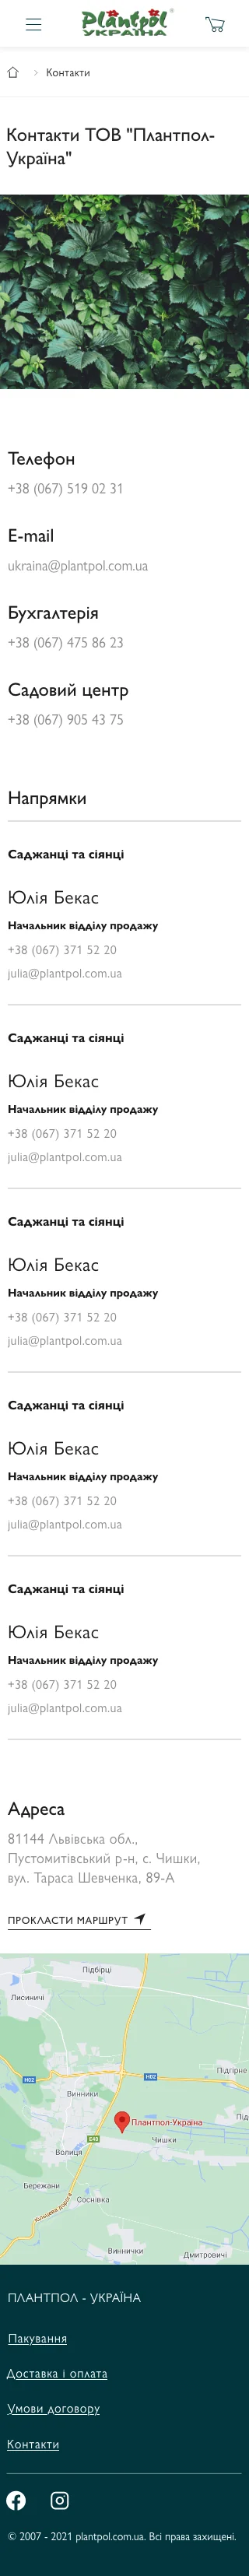 Plantpol®
УКРАЇНА
Контакти
Контакти ТОВ "Плантпол-
Україна"
Телефон
+38 (067) 519 02 31
E-mail
ukraina@plantpol.com.ua
Бухгалтерія
+38 (067) 475 86 23
Садовий центр
+38 (067) 905 43 75
Напрямки
Саджанці та сіянці
Юлія Бекас
Начальник відділу продажу
+38 (067) 371 52 20
julia@plantpol.com.ua
Саджанці та сіянці
Юлія Бекас
Начальник відділу продажу
+38 (067) 371 52 20
julia@plantpol.com.ua
Саджанці та сіянці
Юлія Бекас
Начальник відділу продажу
+38 (067) 371 52 20
julia@plantpol.com.ua
Саджанці та сіянці
Юлія Бекас
Начальник відділу продажу
+38 (067) 371 52 20
julia@plantpol.com.ua
Саджанці та сіянці
Юлія Бекас
Начальник відділу продажу
+38 (067) 371 52 20
julia@plantpol.com.ua
Адреса
81144 Львівська обл.,
Пустомитівський р-н, с. Чишки,
вул. Тараса Шевченка, 89-А
ПРОКЛАСТИ МАРШРУТ
Підбірці
Лисиничі
Підгірне
H02
H02
Винники
Під
Плантпол-Україна
E40
Чишки
Волиця
Бережани
Соснівка
Кільцева дорога
Виннички
Дмитровичі
ПЛАНТПОЛ - УКРАЇНА
Пакування
Доставка і оплата
Умови договору
Контакти
© 2007 - 2021 plantpol.com.ua. Всі права захищені.